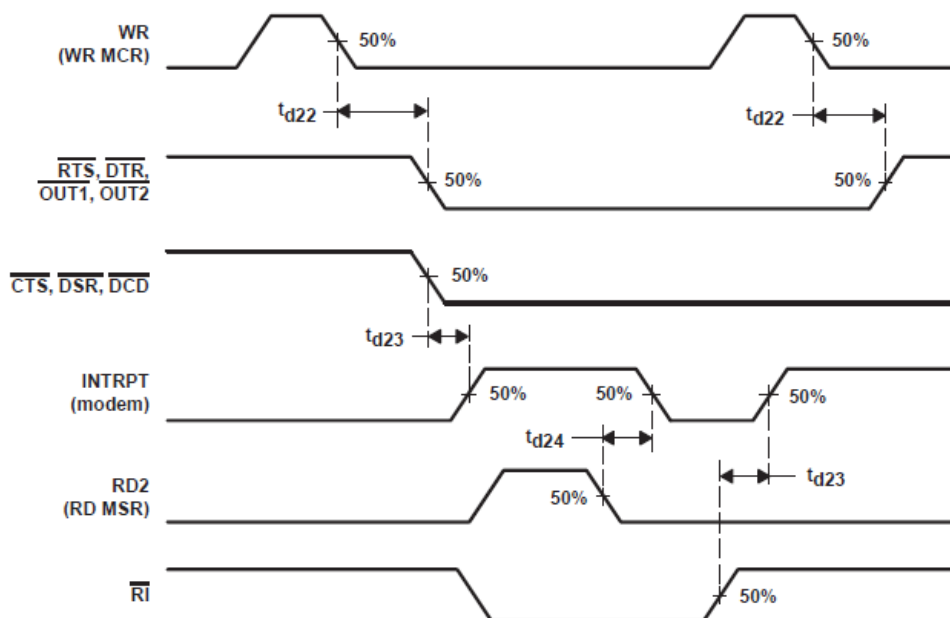 WR
(WR MCR)
50%
50%
td22
td22
RTS, DTR,
OUT1, OUT2
50%
50%
CTS, DSR, DCD
50%
td23
INTRPT
(modem)
50%
50%
50%
td24
td23
RD2
(RD MSR)
50%
RI
50%